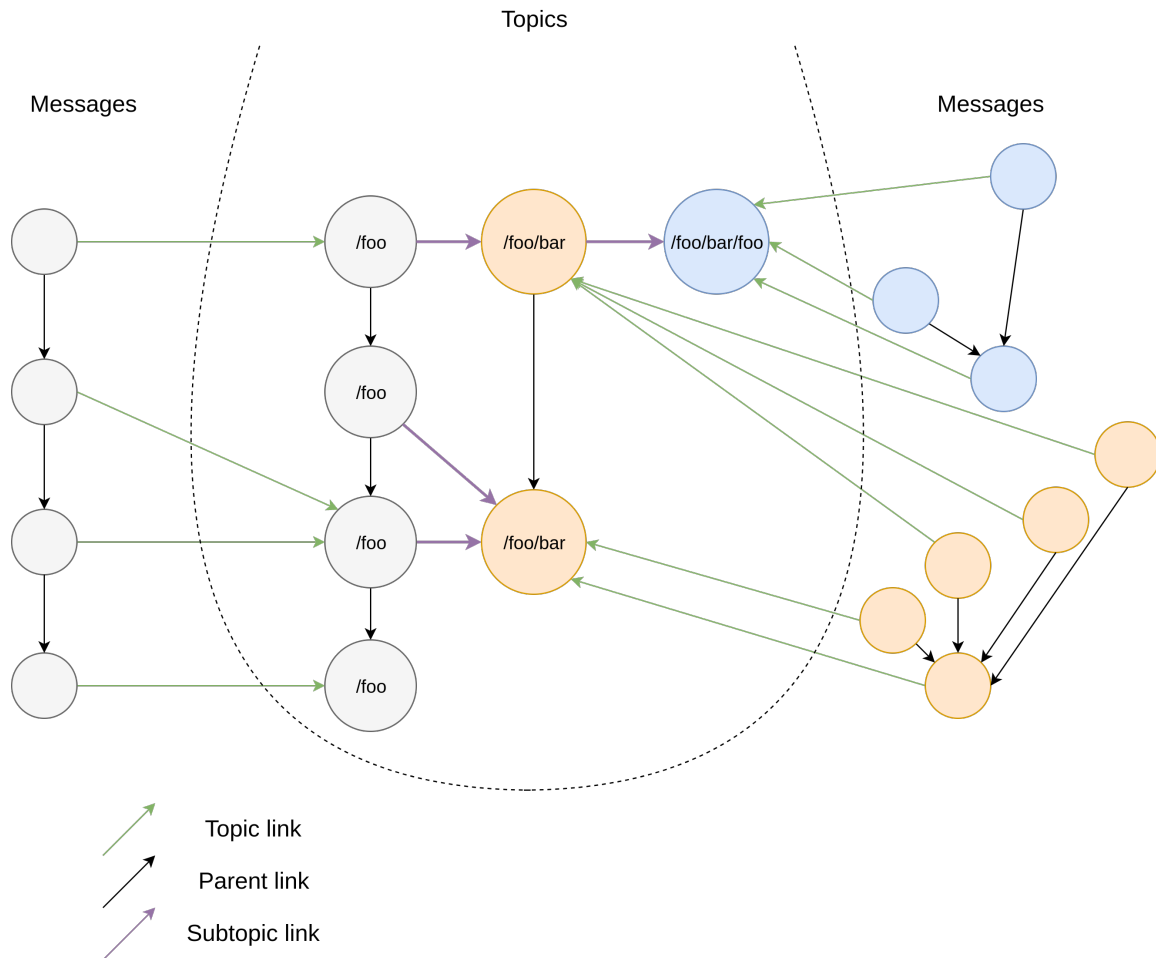 Topics
Messages
Messages
/foo
/foo/bar
/foo/bar/foo
/foo
/foo
/foo/bar
/foo
Topic link
Parent link
Subtopic link